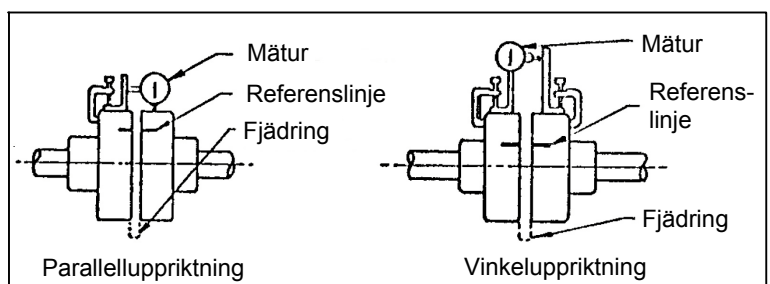 Mätur
Referenslinje
Fjädring
Parallelluppriktning
Mätur
Referens-
linje
Fjädring
Vinkeluppriktning